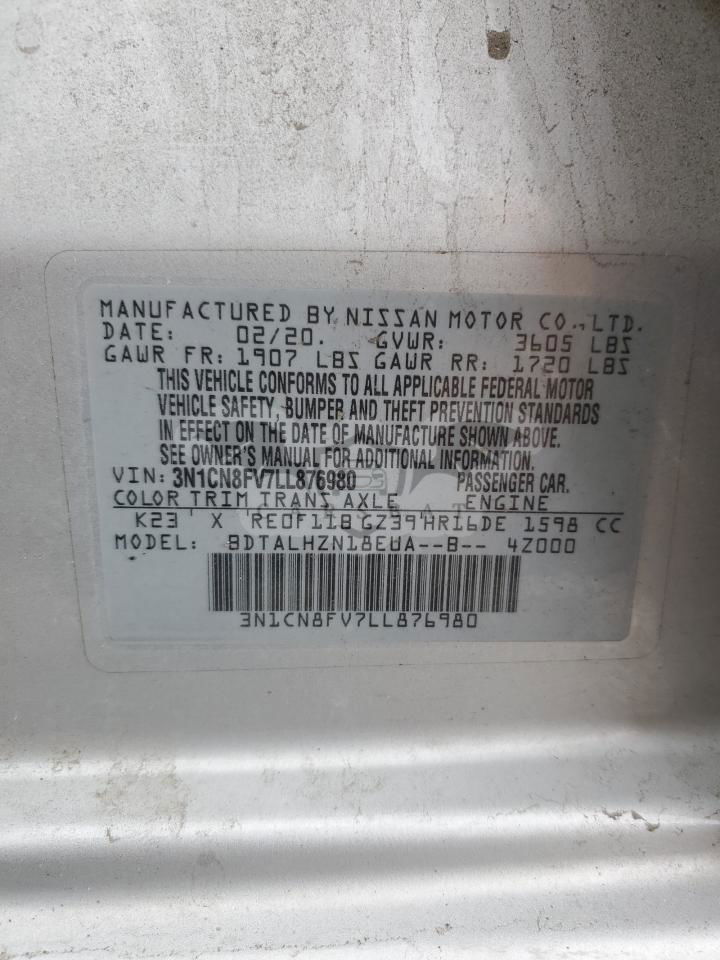 MANUFACTURED BY NISSAN MOTOR CO., LTD.
DATE: 02/20. GVWR: 3605 LBS
GAWR FR: 1907 LBS GAWR RR: 1720 LBS
THIS VEHICLE CONFORMS TO ALL APPLICABLE FEDERAL MOTOR
VEHICLE SAFETY, BUMPER AND THEFT PREVENTION STANDARDS
IN EFFECT ON THE DATE OF MANUFACTURE SHOWN ABOVE.
SEE OWNER'S MANUAL FOR ADDITIONAL INFORMATION.
VIN: 3N1CN8FV7LL876980 PASSENGER CAR.
COLOR TRIM TRANS AXLE ENGINE
K23 X RE0F11B GZ39 HR16DE 1598 CC
MODEL: BDTALHZN18EUA--B-- 4Z000
3N1CN8FV7LL876980